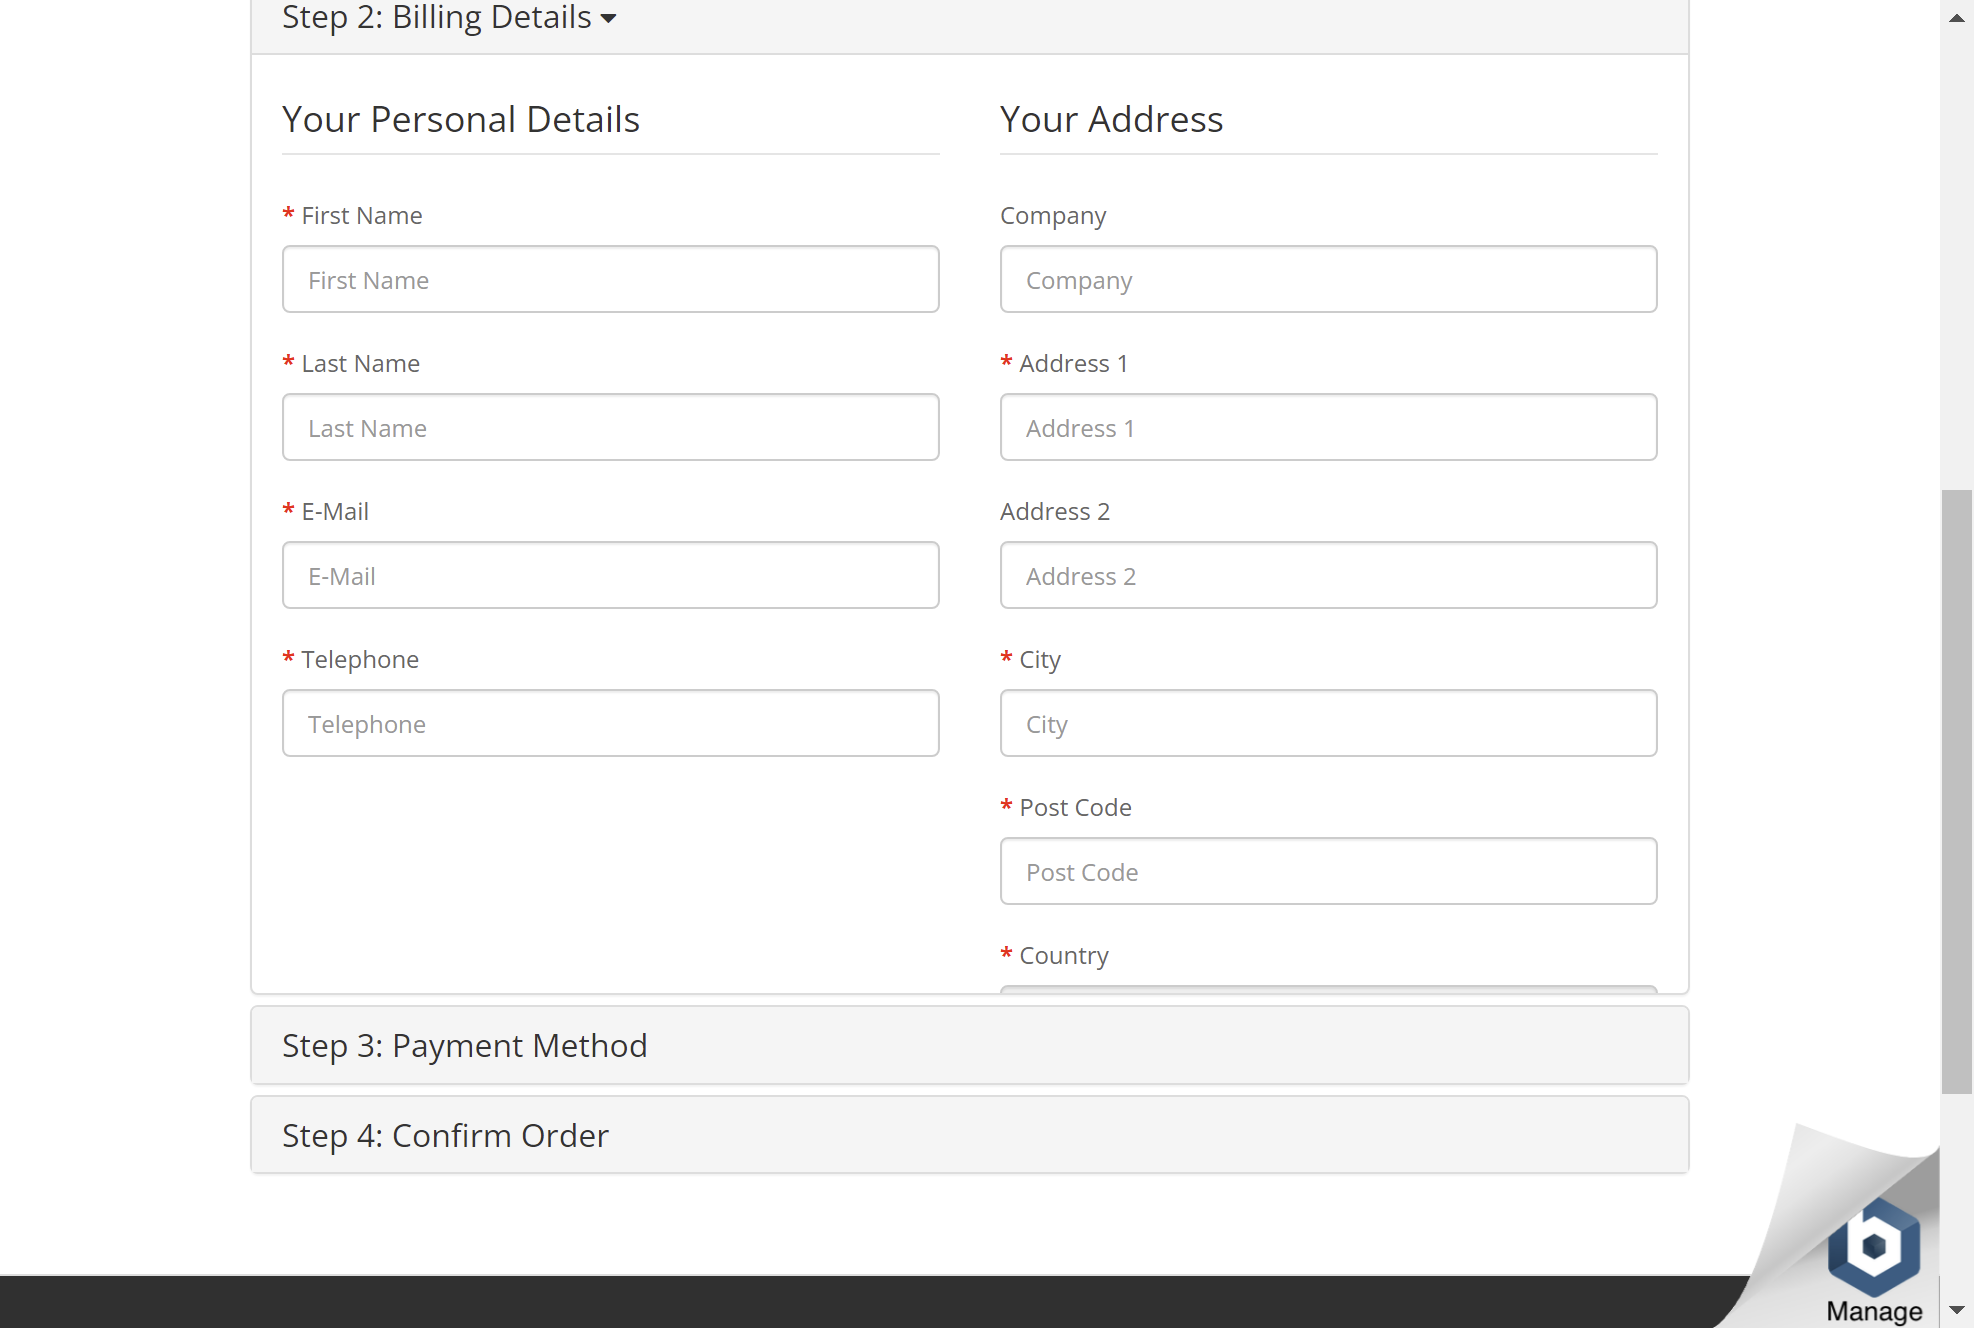 Step 2: Billing Details
Your Personal Details
* First Name
First Name
* Last Name
Last Name
* E-Mail
E-Mail
* Telephone
Telephone
Your Address
Company
Company
* Address 1
Address 1
Address 2
Address 2
* City
City
* Post Code
Post Code
* Country
Step 3: Payment Method
Step 4: Confirm Order
b
Manage